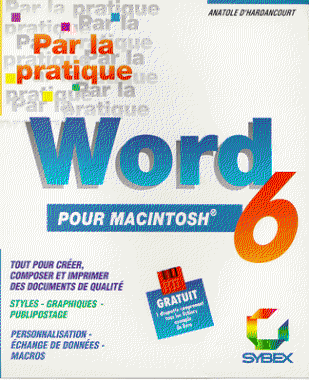 ANATOLE D'HARDANCOURT
Par la
pratique
Word
6
POUR MACINTOSH®
TOUT POUR CRÉER,
COMPOSER ET IMPRIMER
DES DOCUMENTS DE QUALITÉ
STYLES - GRAPHIQUES -
PUBLIPOSTAGE
PERSONNALISATION -
ÉCHANGE DE DONNÉES -
MACROS
GRATUIT
SYBEX